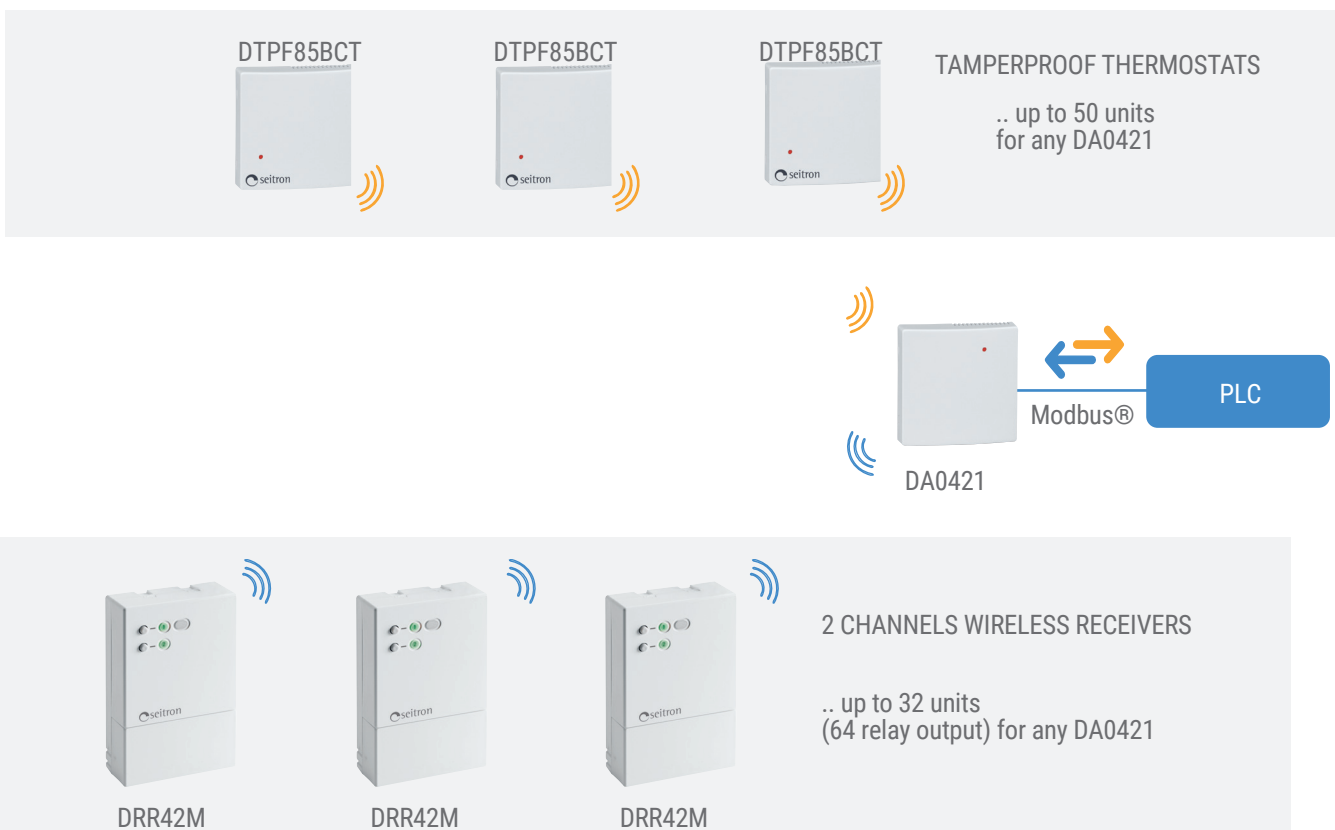 DTPF85BCT
DTPF85BCT
DTPF85BCT
TAMPERPROOF THERMOSTATS
.. up to 50 units
for any DA0421
seitron
seitron
seitron
PLC
Modbus®
DA0421
2 CHANNELS WIRELESS RECEIVERS
.. up to 32 units
(64 relay output) for any DA0421
seitron
seitron
seitron
DRR42M
DRR42M
DRR42M